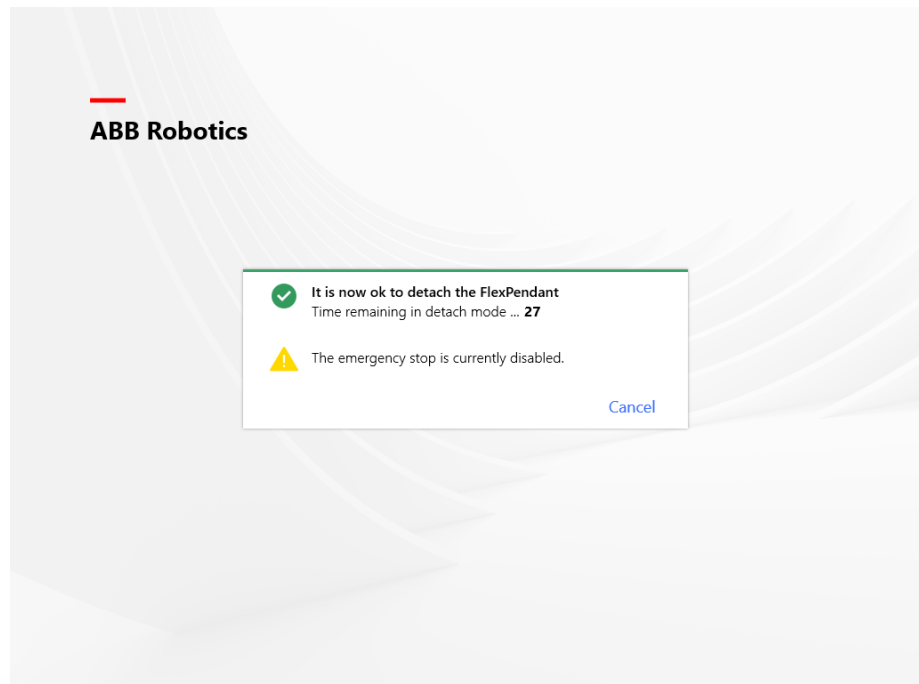 ABB Robotics
It is now ok to detach the FlexPendant
Time remaining in detach mode ... 27
The emergency stop is currently disabled.
Cancel